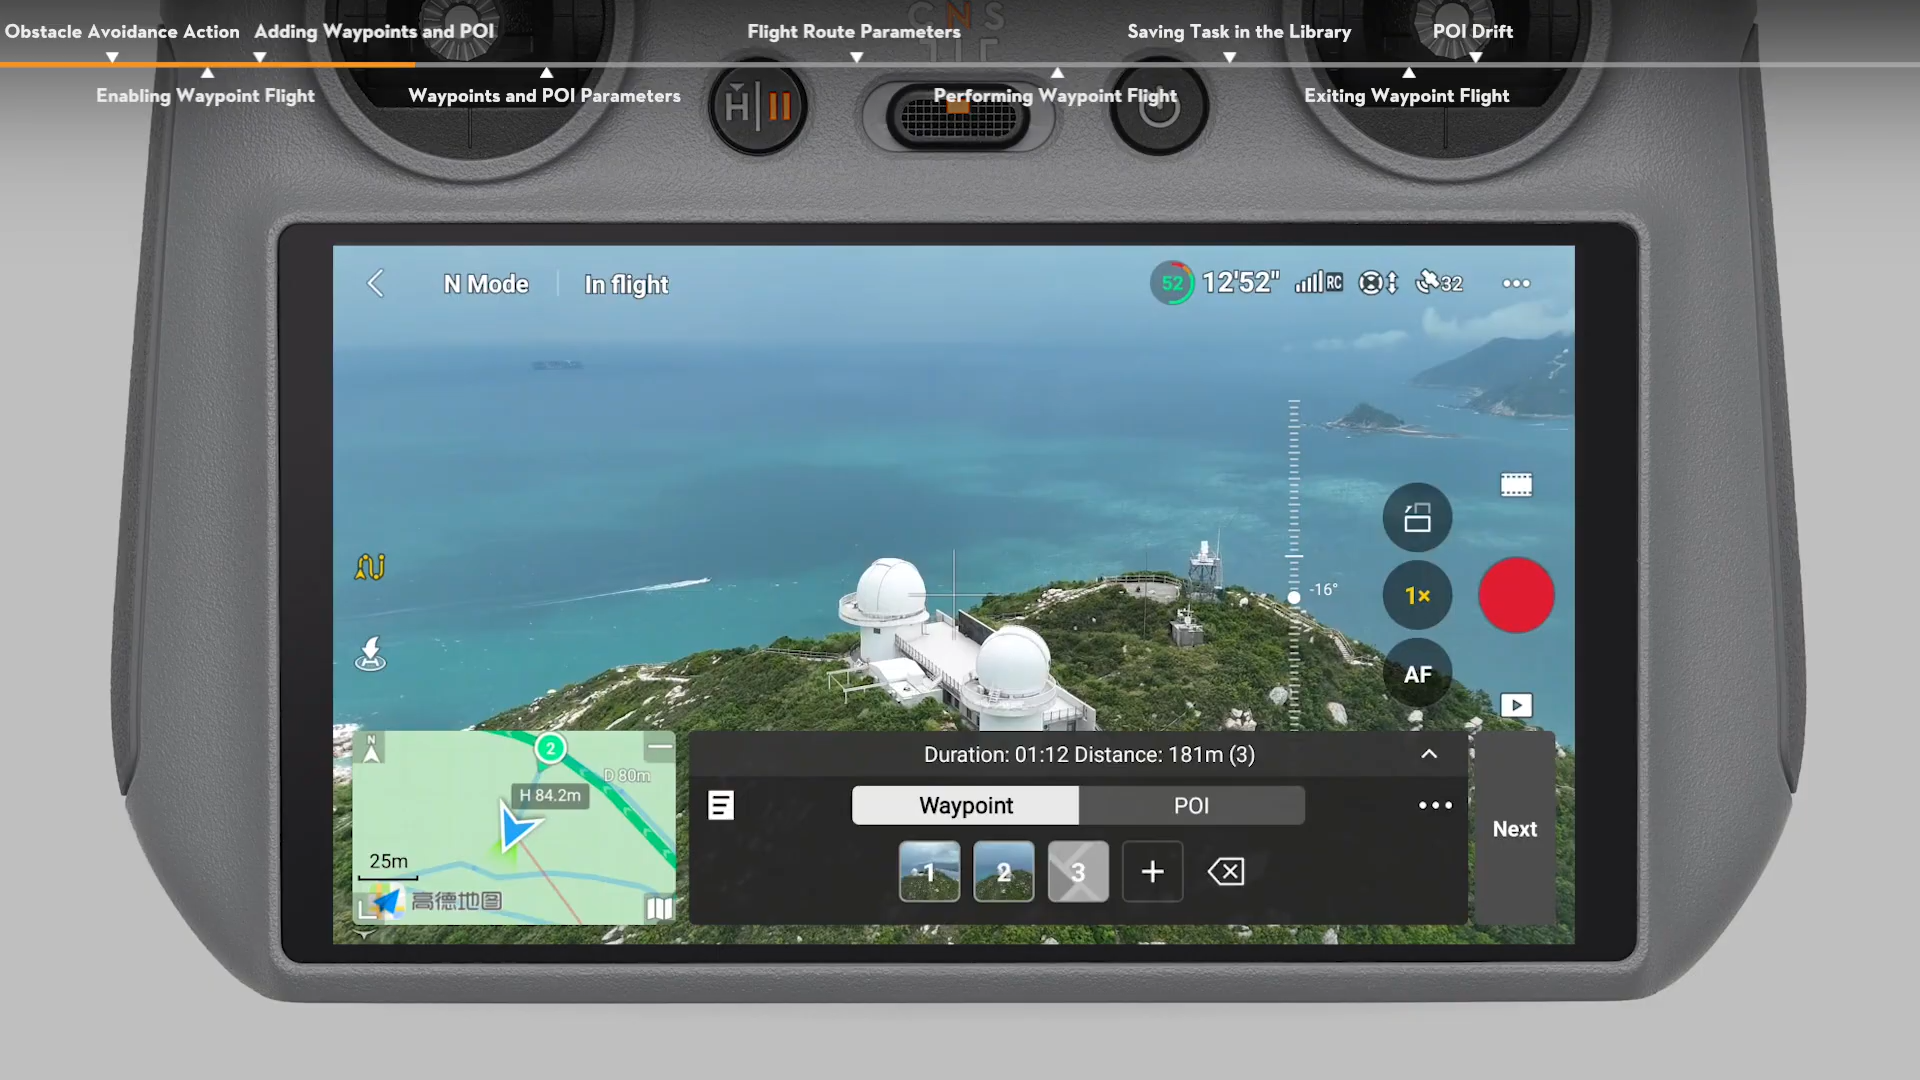 Obstacle Avoidance Action
Adding Waypoints and POI
Flight Route Parameters
Saving Task in the Library
POI Drift
Enabling Waypoint Flight
Waypoints and POI Parameters
Performing Waypoint Flight
Exiting Waypoint Flight
C N S
H
N Mode
In flight
52
12'52"
RC
32
-16°
1×
AF
N
2
D 80m
H 84.2m
25m
高德地图
Duration: 01:12 Distance: 181m (3)
Waypoint
POI
1
2
3
Next